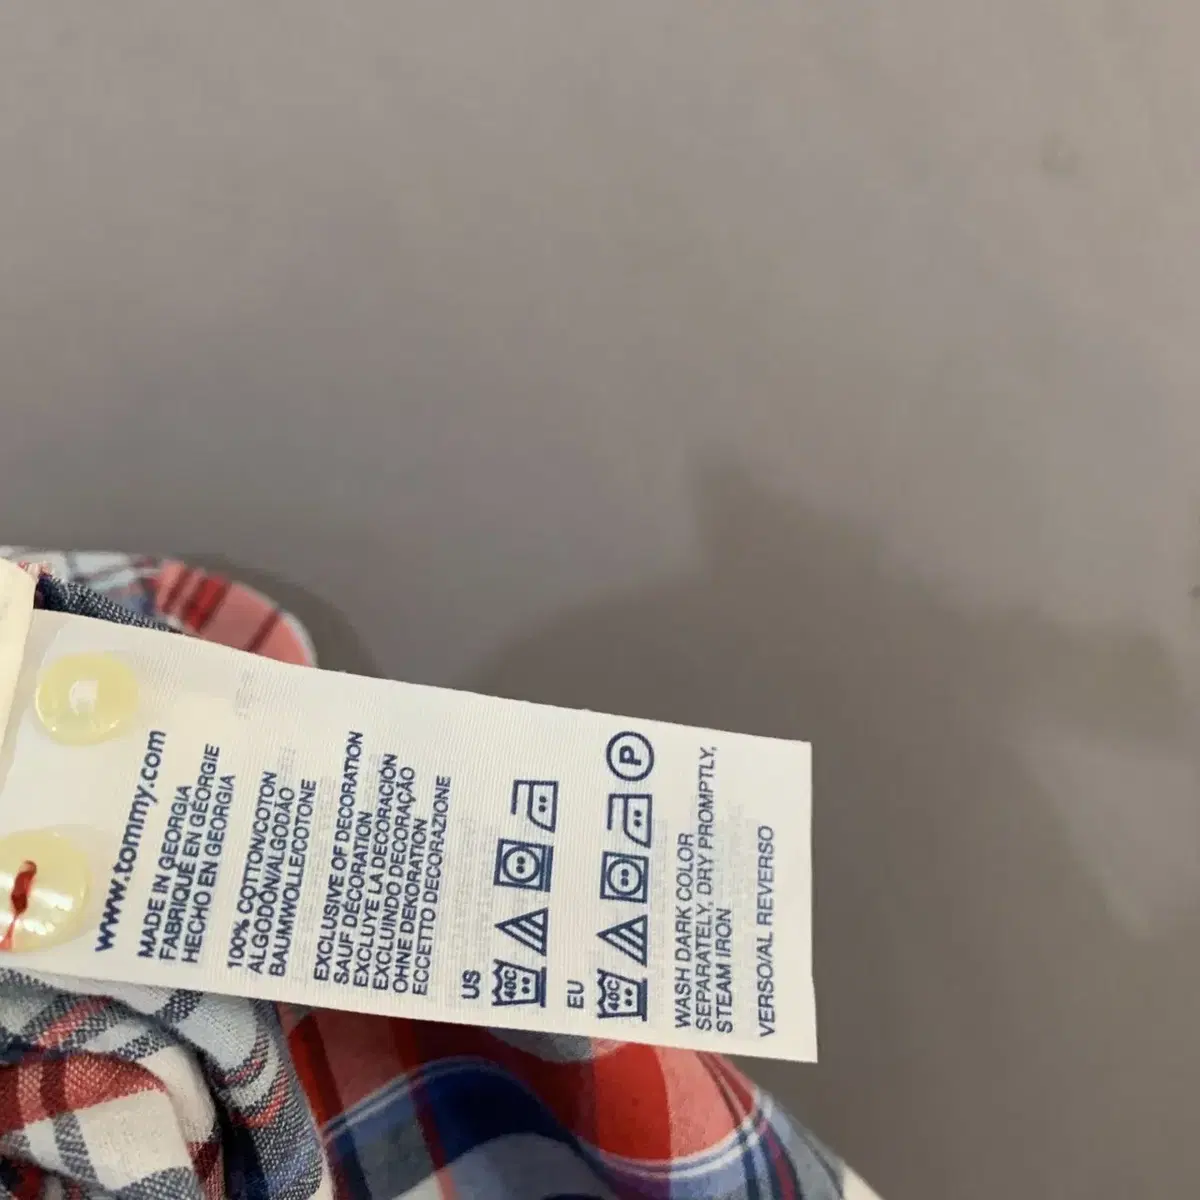 www.tommy.com
MADE IN GEORGIA
FABRIQUÉ EN GÉORGIE
HECHO EN GEORGIA
100% COTTON/COTON
ALGODÓN/ALGODÃO
BAUMWOLLE/COTONE
EXCLUSIVE OF DECORATION
SAUF DÉCORATION
EXCLUYE LA DECORACIÓN
EXCLUINDO DECORAÇÃO
OHNE DEKORATION
ECCETTO DECORAZIONE
US
40C
EU
40C P
WASH DARK COLOR
SEPARATELY, DRY PROMPTLY,
STEAM IRON
VERSO/AL REVERSO